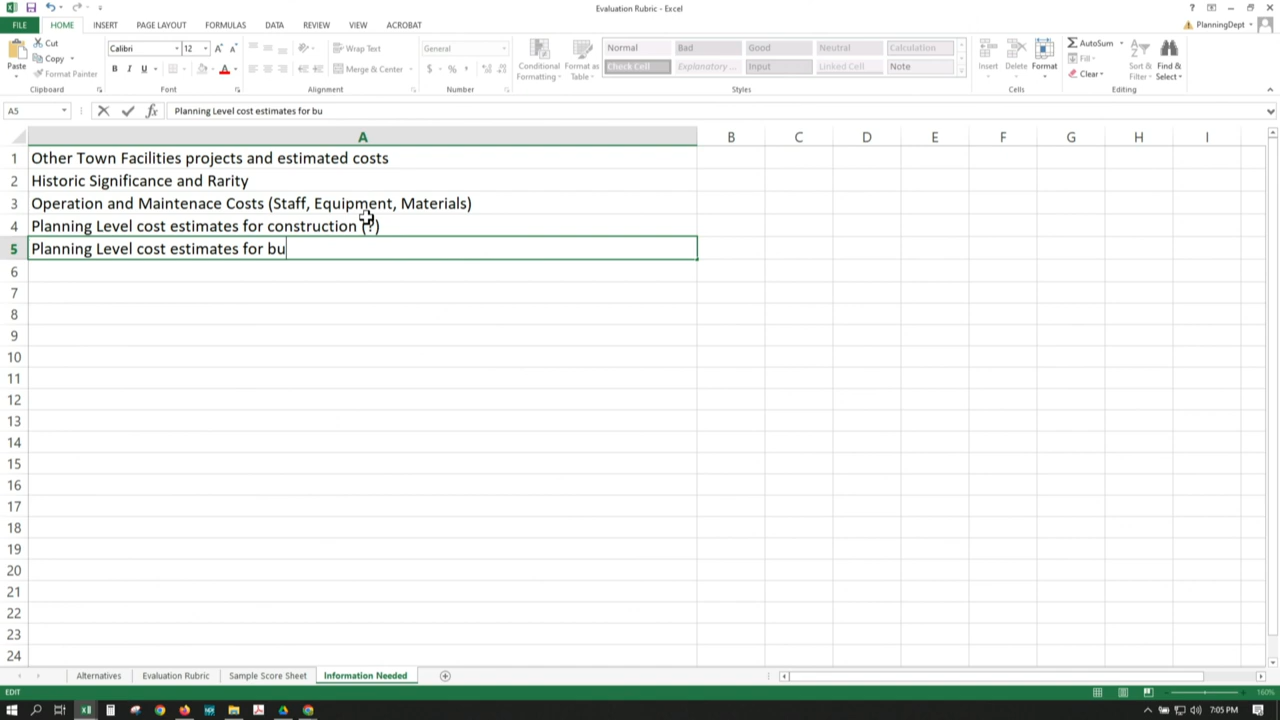 Evaluation Rubric - Excel
FILE HOME INSERT PAGE LAYOUT FORMULAS DATA REVIEW VIEW ACROBAT PlanningDept
Paste Cut Copy Format Painter Clipboard
Calibri 12 A A B I U A Font
Wrap Text Merge & Center Alignment
General $ % , Number
Conditional Formatting Format as Table
Normal Bad Good Neutral Calculation
Check Cell Explanatory ... Input Linked Cell Note
Styles
Insert Delete Format Cells
AutoSum Fill Clear Sort & Filter Find & Select Editing
A5 fx Planning Level cost estimates for bu
A B C D E F G H I
1 Other Town Facilities projects and estimated costs
2 Historic Significance and Rarity
3 Operation and Maintenace Costs (Staff, Equipment, Materials)
4 Planning Level cost estimates for construction (?)
5 Planning Level cost estimates for bu
6
7
8
9
10
11
12
13
14
15
16
17
18
19
20
21
22
23
24
Alternatives Evaluation Rubric Sample Score Sheet Information Needed
EDIT 160%
7:05 PM